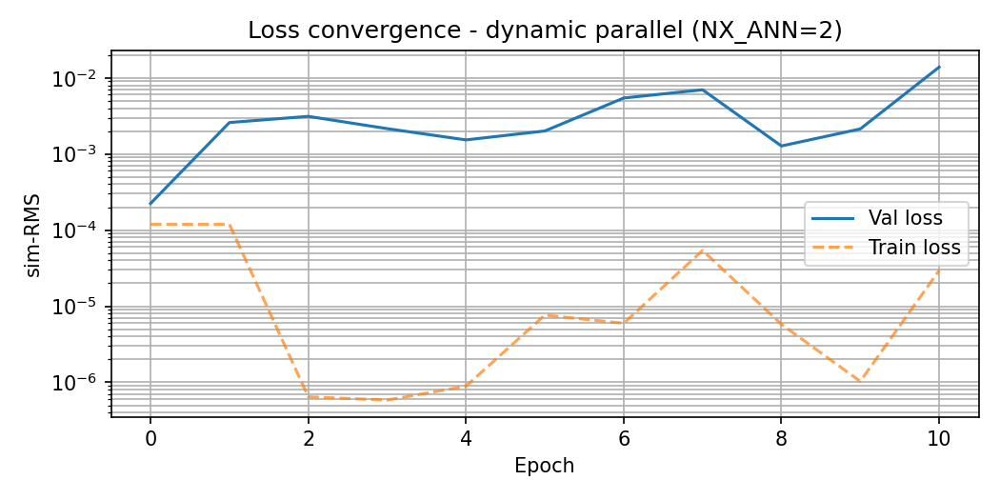 Loss convergence - dynamic parallel (NX_ANN=2)
sim-RMS
10⁻²
10⁻³
10⁻⁴
10⁻⁵
10⁻⁶
Val loss
Train loss
0 2 4 6 8 10
Epoch